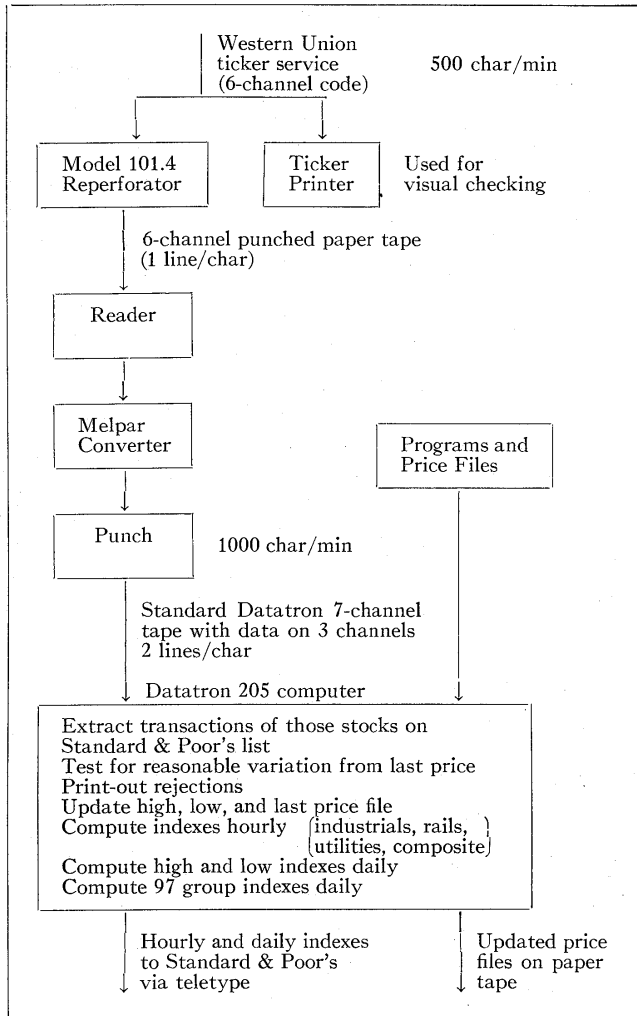 Western Union
ticker service
(6-channel code)
500 char/min
Model 101.4
Reperforator
Ticker
Printer
Used for
visual checking
6-channel punched paper tape
(1 line/char)
Reader
Melpar
Converter
Programs and
Price Files
Punch
1000 char/min
Standard Datatron 7-channel
tape with data on 3 channels
2 lines/char
Datatron 205 computer
Extract transactions of those stocks on
Standard & Poor's list
Test for reasonable variation from last price
Print-out rejections
Update high, low, and last price file
Compute indexes hourly (industrials, rails,
utilities, composite)
Compute high and low indexes daily
Compute 97 group indexes daily
Hourly and daily indexes
to Standard & Poor's
via teletype
Updated price
files on paper
tape